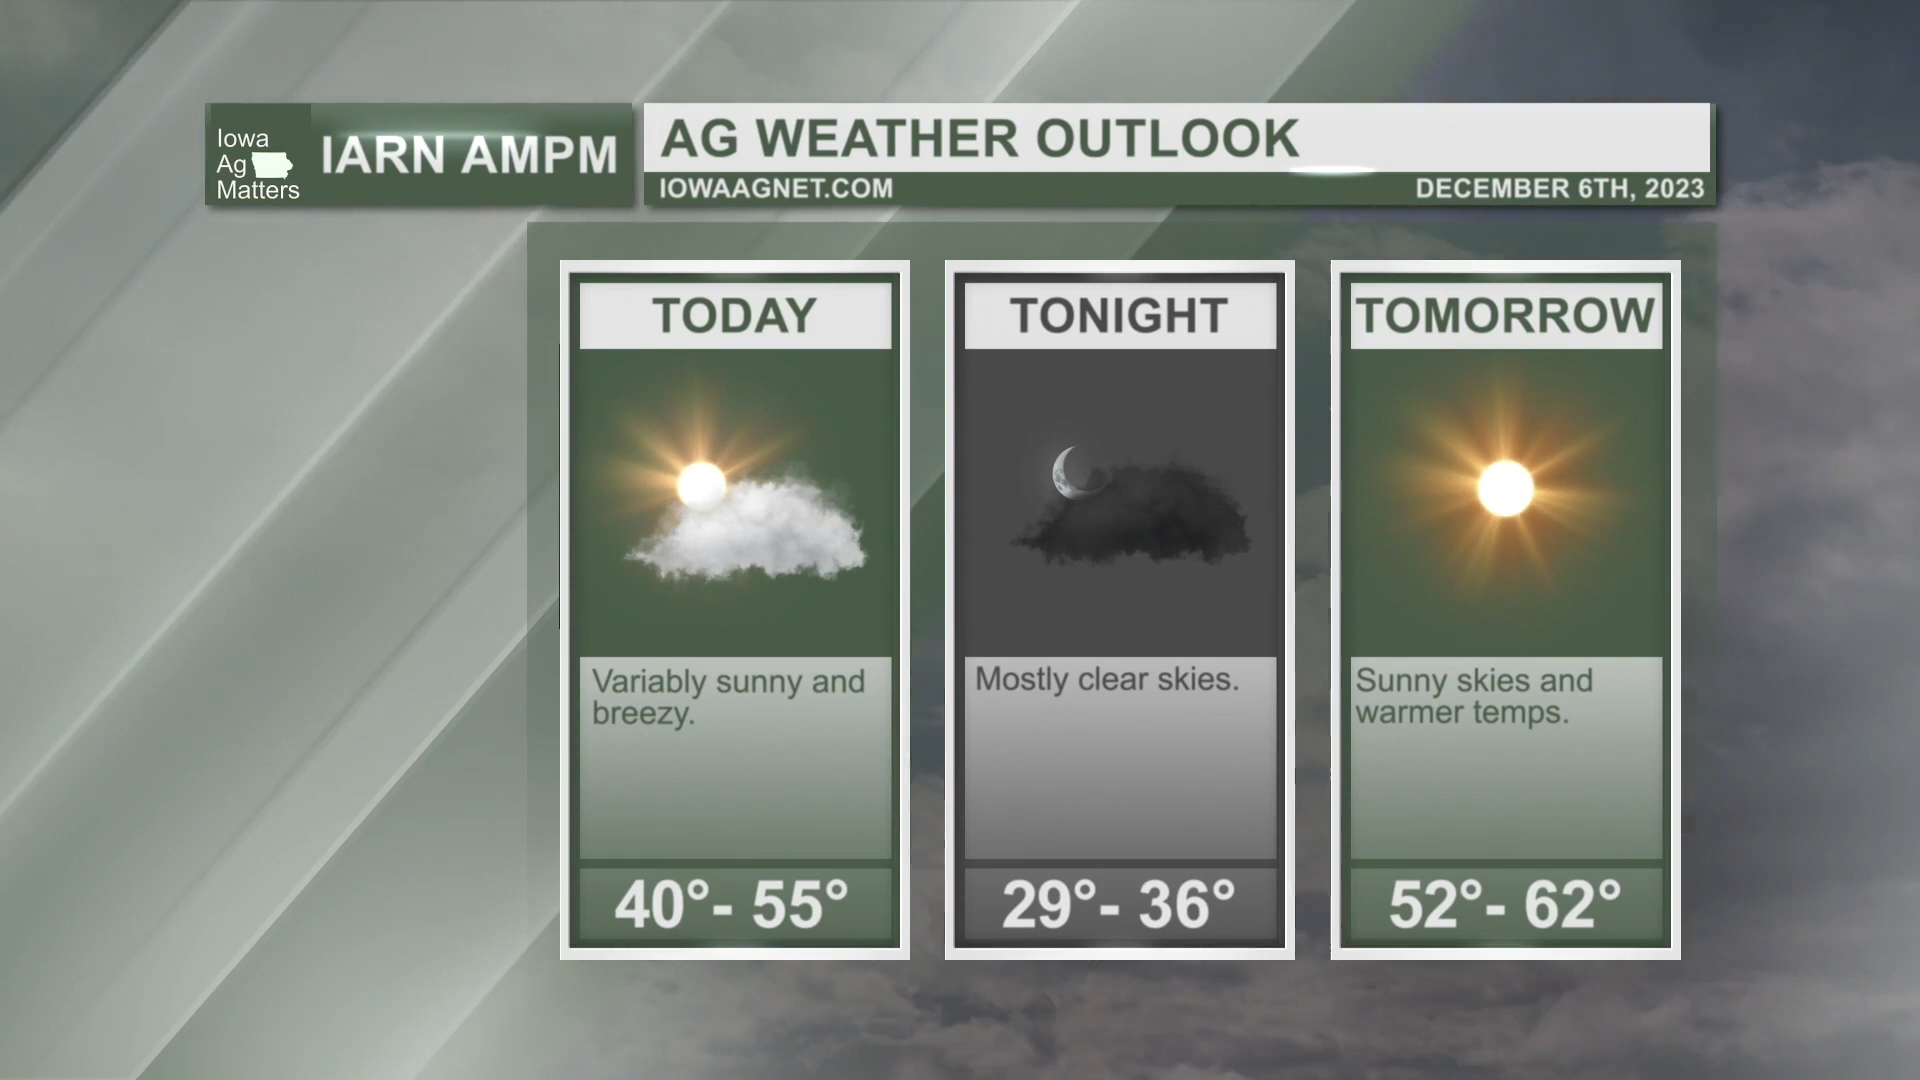 Iowa
Ag
Matters
IARN AMPM
AG WEATHER OUTLOOK
IOWAAGNET.COM
DECEMBER 6TH, 2023
TODAY
Variably sunny and
breezy.
40°- 55°
TONIGHT
Mostly clear skies.
29°- 36°
TOMORROW
Sunny skies and
warmer temps.
52°- 62°